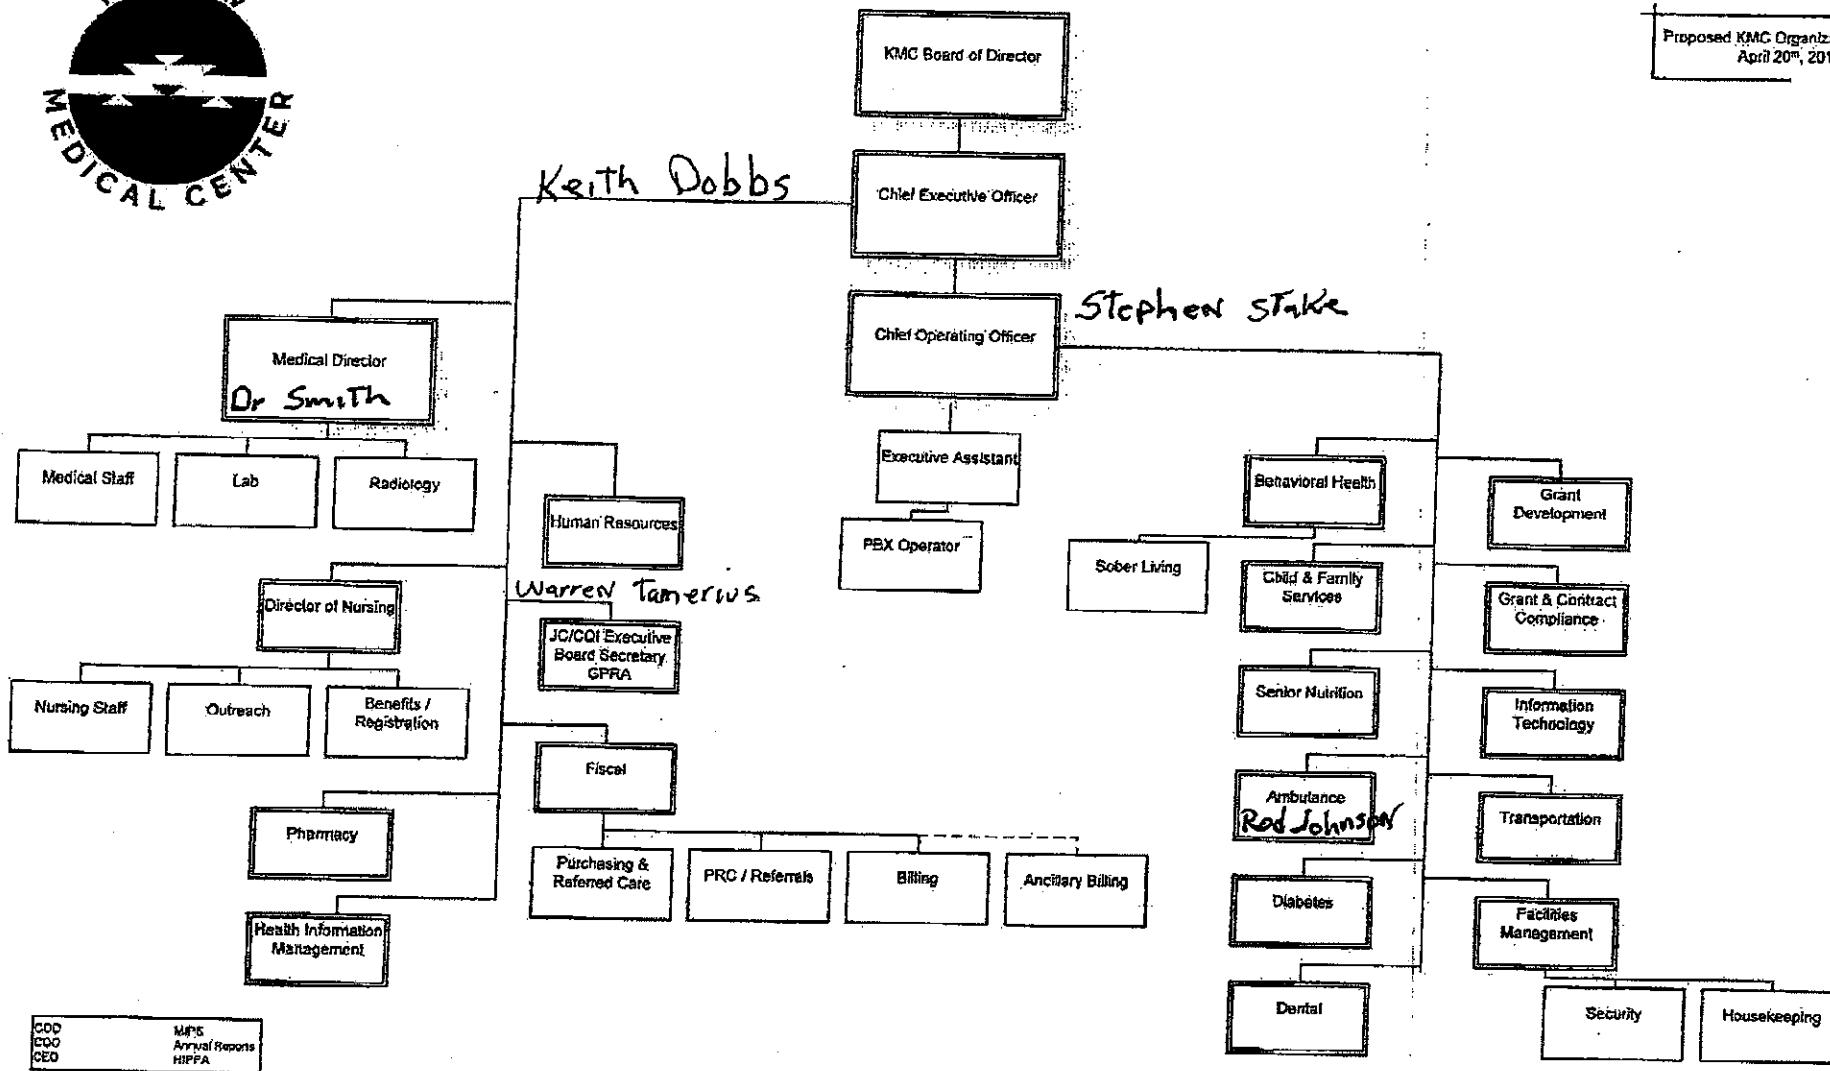 MEDICAL CENTER
Proposed KMC Organiz
April 20th, 201
KMC Board of Director
Keith Dobbs
Chief Executive Officer
Stephen Stake
Chief Operating Officer
Medical Director
Dr Smith
Medical Staff
Lab
Radiology
Executive Assistant
PBX Operator
Human Resources
Behavioral Health
Grant
Development
Sober Living
Director of Nursing
Warren Tamerius
JC/CQI Executive
Board Secretary
GPRA
Child & Family
Services
Grant & Contract
Compliance
Nursing Staff
Outreach
Benefits /
Registration
Senior Nutrition
Information
Technology
Fiscal
Pharmacy
Ambulance
Rod Johnson
Transportation
Purchasing &
Referred Care
PRC / Referrals
Billing
Ancillary Billing
Diabetes
Facilities
Management
Health Information
Management
Dental
Security
Housekeeping
COO
CEO
Annual Reports
HIPPA